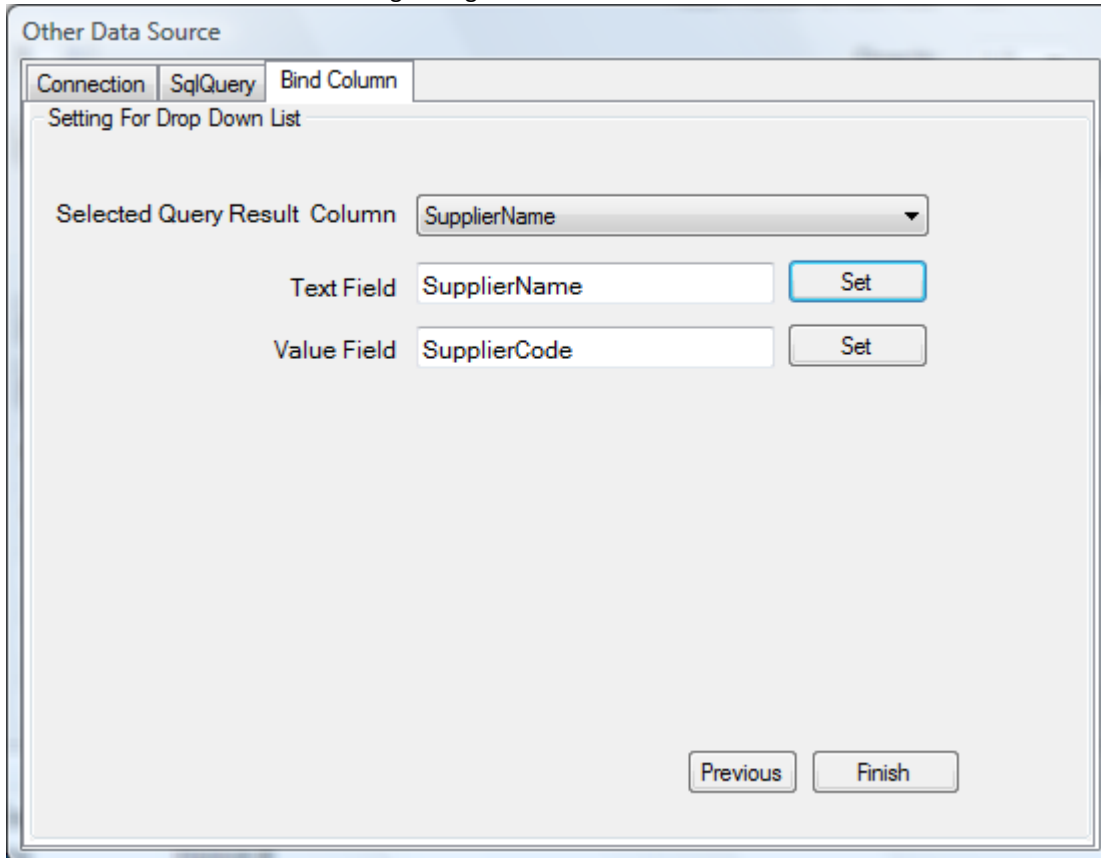 Other Data Source
Connection SqlQuery Bind Column
Setting For Drop Down List
Selected Query Result Column SupplierName
Text Field SupplierName Set
Value Field SupplierCode Set
Previous Finish